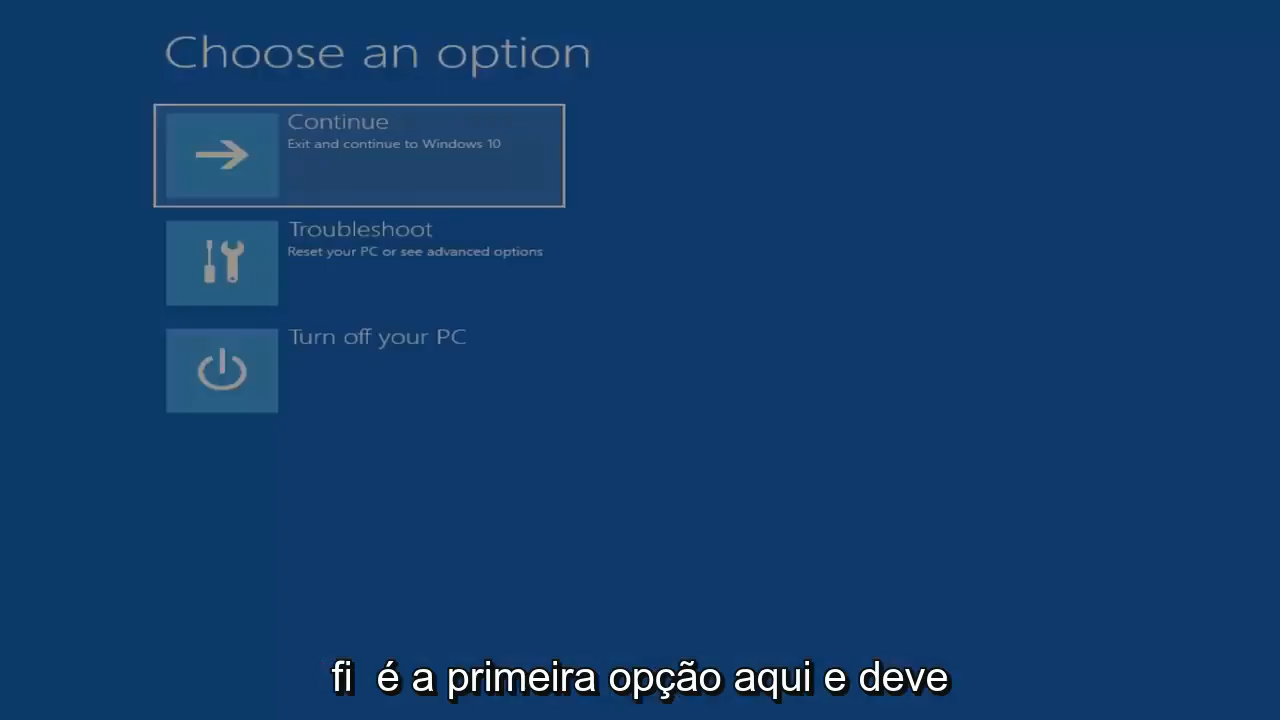 Choose an option
Continue
Exit and continue to Windows 10
Troubleshoot
Reset your PC or see advanced options
Turn off your PC
fi é a primeira opção aqui e deve